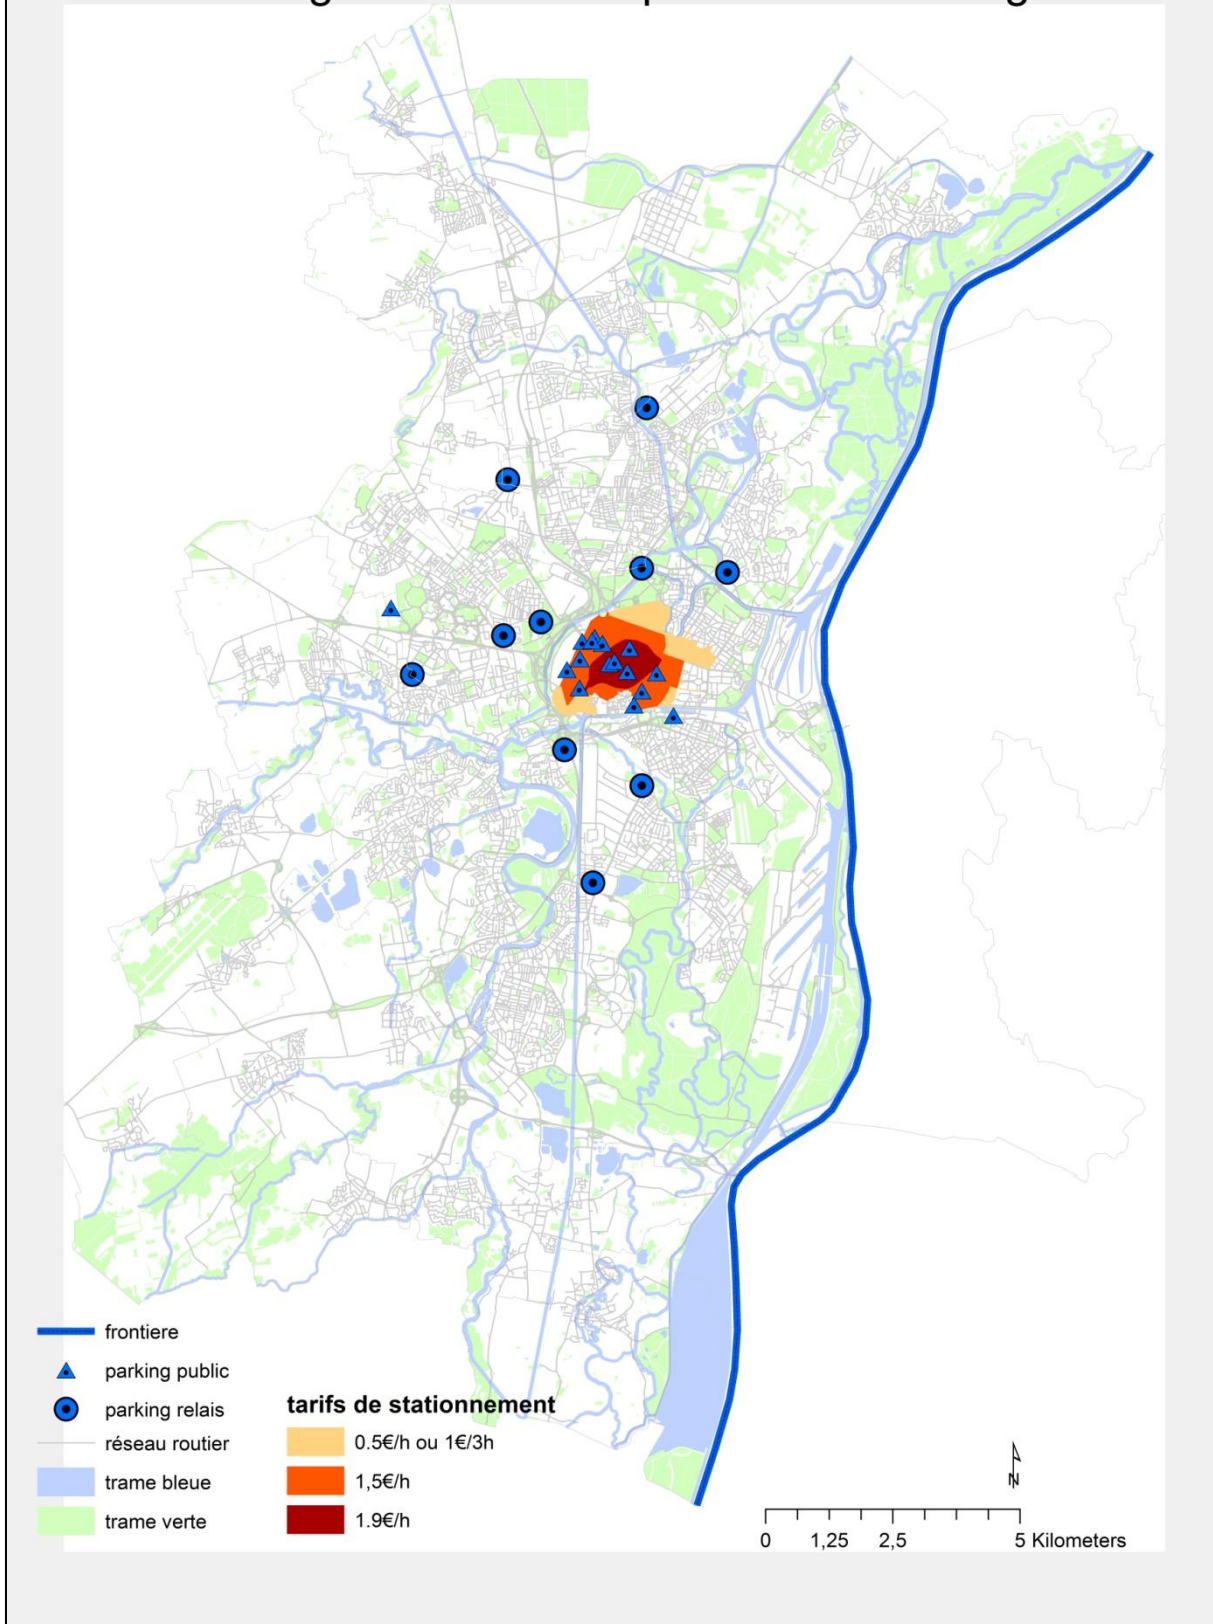 frontiere
parking public
parking relais
réseau routier
trame bleue
trame verte
tarifs de stationnement
0.5€/h ou 1€/3h
1,5€/h
1.9€/h
N
0 1,25 2,5 5 Kilometers